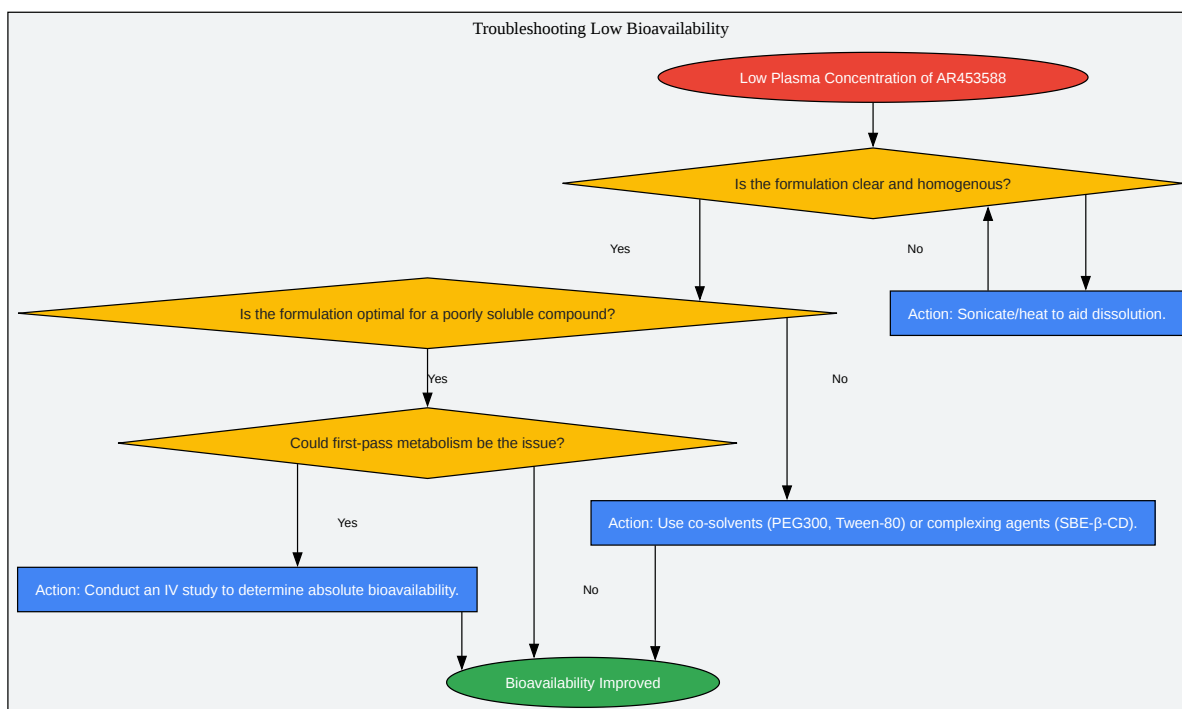 Troubleshooting Low Bioavailability
Low Plasma Concentration of AR453588
Is the formulation clear and homogenous?
Yes
No
Is the formulation optimal for a poorly soluble compound?
Action: Sonicate/heat to aid dissolution.
Yes
No
Could first-pass metabolism be the issue?
Yes
Action: Use co-solvents (PEG300, Tween-80) or complexing agents (SBE-β-CD).
Action: Conduct an IV study to determine absolute bioavailability.
No
Bioavailability Improved